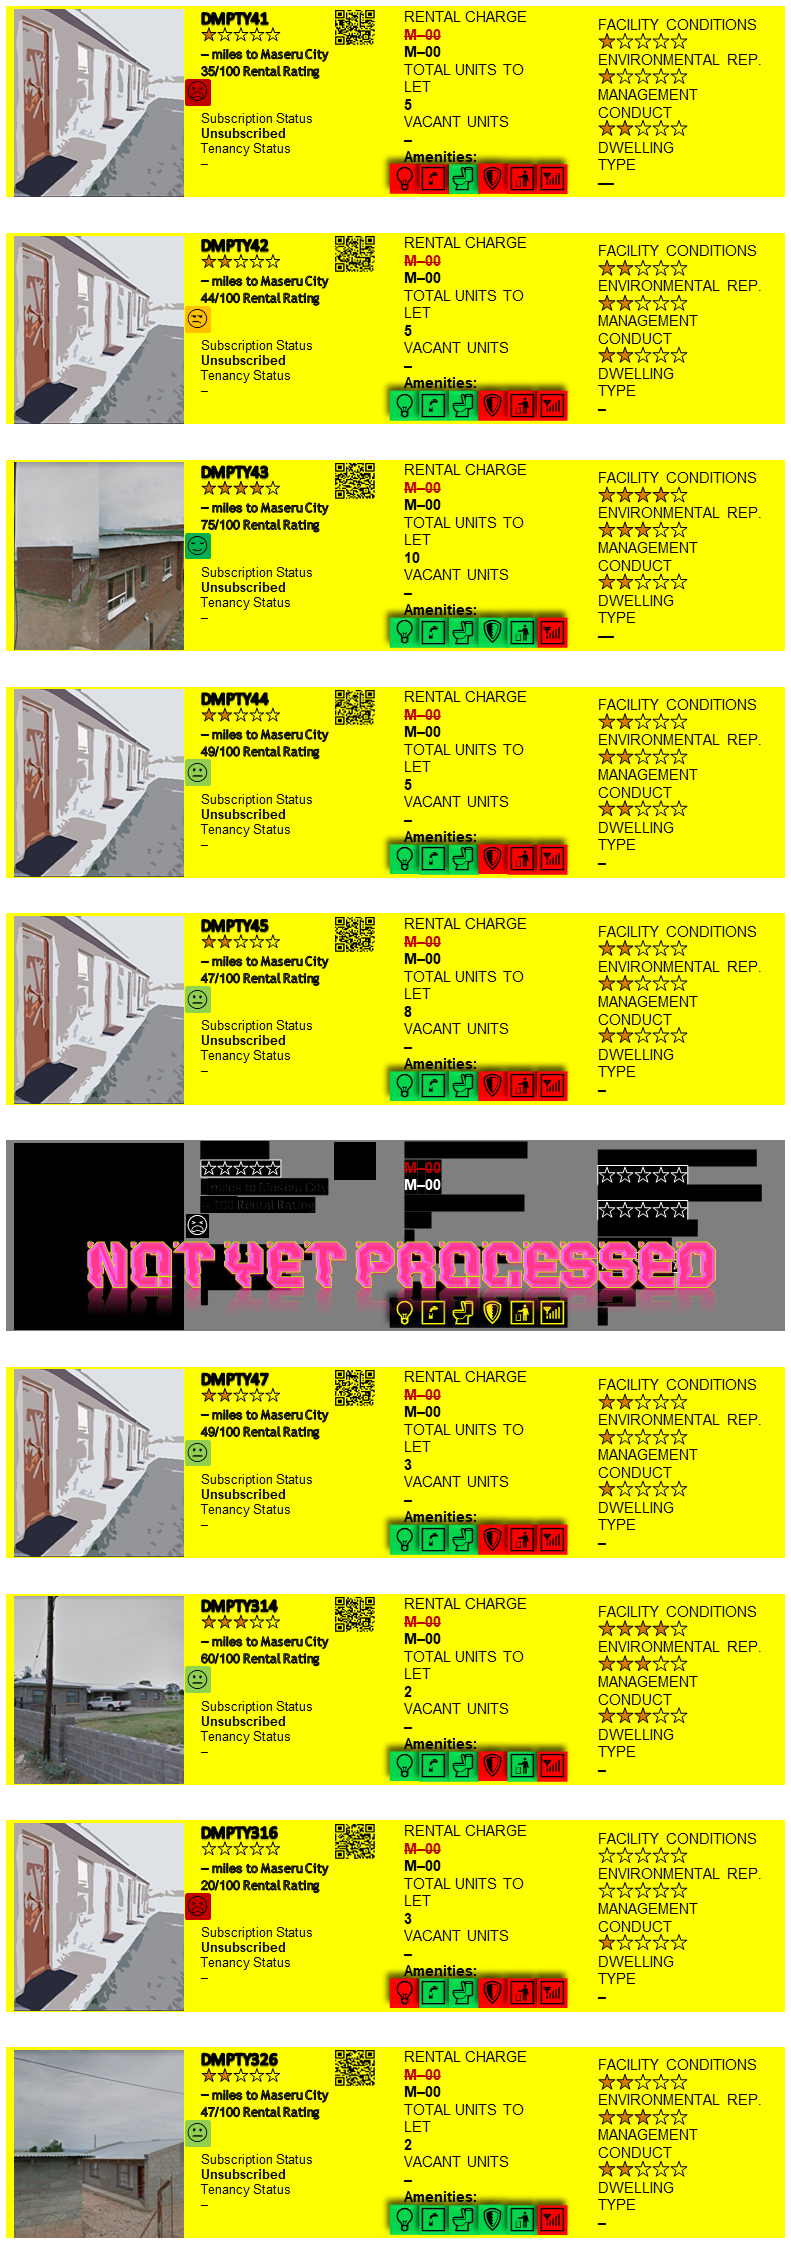 DMPTY41
– miles to Maseru City
35/100 Rental Rating
Subscription Status
Unsubscribed
Tenancy Status
–
RENTAL CHARGE
M–00
M–00
TOTAL UNITS TO
LET
5
VACANT UNITS
–
Amenities:
FACILITY CONDITIONS
ENVIRONMENTAL REP.
MANAGEMENT
CONDUCT
DWELLING
TYPE
—
DMPTY42
– miles to Maseru City
44/100 Rental Rating
Subscription Status
Unsubscribed
Tenancy Status
–
RENTAL CHARGE
M–00
M–00
TOTAL UNITS TO
LET
5
VACANT UNITS
–
Amenities:
FACILITY CONDITIONS
ENVIRONMENTAL REP.
MANAGEMENT
CONDUCT
DWELLING
TYPE
–
DMPTY43
– miles to Maseru City
75/100 Rental Rating
Subscription Status
Unsubscribed
Tenancy Status
–
RENTAL CHARGE
M–00
M–00
TOTAL UNITS TO
LET
10
VACANT UNITS
–
Amenities:
FACILITY CONDITIONS
ENVIRONMENTAL REP.
MANAGEMENT
CONDUCT
DWELLING
TYPE
—
DMPTY44
– miles to Maseru City
49/100 Rental Rating
Subscription Status
Unsubscribed
Tenancy Status
–
RENTAL CHARGE
M–00
M–00
TOTAL UNITS TO
LET
5
VACANT UNITS
–
Amenities:
FACILITY CONDITIONS
ENVIRONMENTAL REP.
MANAGEMENT
CONDUCT
DWELLING
TYPE
–
DMPTY45
– miles to Maseru City
47/100 Rental Rating
Subscription Status
Unsubscribed
Tenancy Status
–
RENTAL CHARGE
M–00
M–00
TOTAL UNITS TO
LET
8
VACANT UNITS
–
Amenities:
FACILITY CONDITIONS
ENVIRONMENTAL REP.
MANAGEMENT
CONDUCT
DWELLING
TYPE
–
– miles to Maseru City
100 Rental Rating
M–00
M–00
NOT YET PROCESSED
DMPTY47
– miles to Maseru City
49/100 Rental Rating
Subscription Status
Unsubscribed
Tenancy Status
–
RENTAL CHARGE
M–00
M–00
TOTAL UNITS TO
LET
3
VACANT UNITS
–
Amenities:
FACILITY CONDITIONS
ENVIRONMENTAL REP.
MANAGEMENT
CONDUCT
DWELLING
TYPE
–
DMPTY314
– miles to Maseru City
60/100 Rental Rating
Subscription Status
Unsubscribed
Tenancy Status
–
RENTAL CHARGE
M–00
M–00
TOTAL UNITS TO
LET
2
VACANT UNITS
–
Amenities:
FACILITY CONDITIONS
ENVIRONMENTAL REP.
MANAGEMENT
CONDUCT
DWELLING
TYPE
–
DMPTY316
– miles to Maseru City
20/100 Rental Rating
Subscription Status
Unsubscribed
Tenancy Status
–
RENTAL CHARGE
M–00
M–00
TOTAL UNITS TO
LET
3
VACANT UNITS
–
Amenities:
FACILITY CONDITIONS
ENVIRONMENTAL REP.
MANAGEMENT
CONDUCT
DWELLING
TYPE
–
DMPTY326
– miles to Maseru City
47/100 Rental Rating
Subscription Status
Unsubscribed
Tenancy Status
–
RENTAL CHARGE
M–00
M–00
TOTAL UNITS TO
LET
2
VACANT UNITS
–
Amenities:
FACILITY CONDITIONS
ENVIRONMENTAL REP.
MANAGEMENT
CONDUCT
DWELLING
TYPE
–